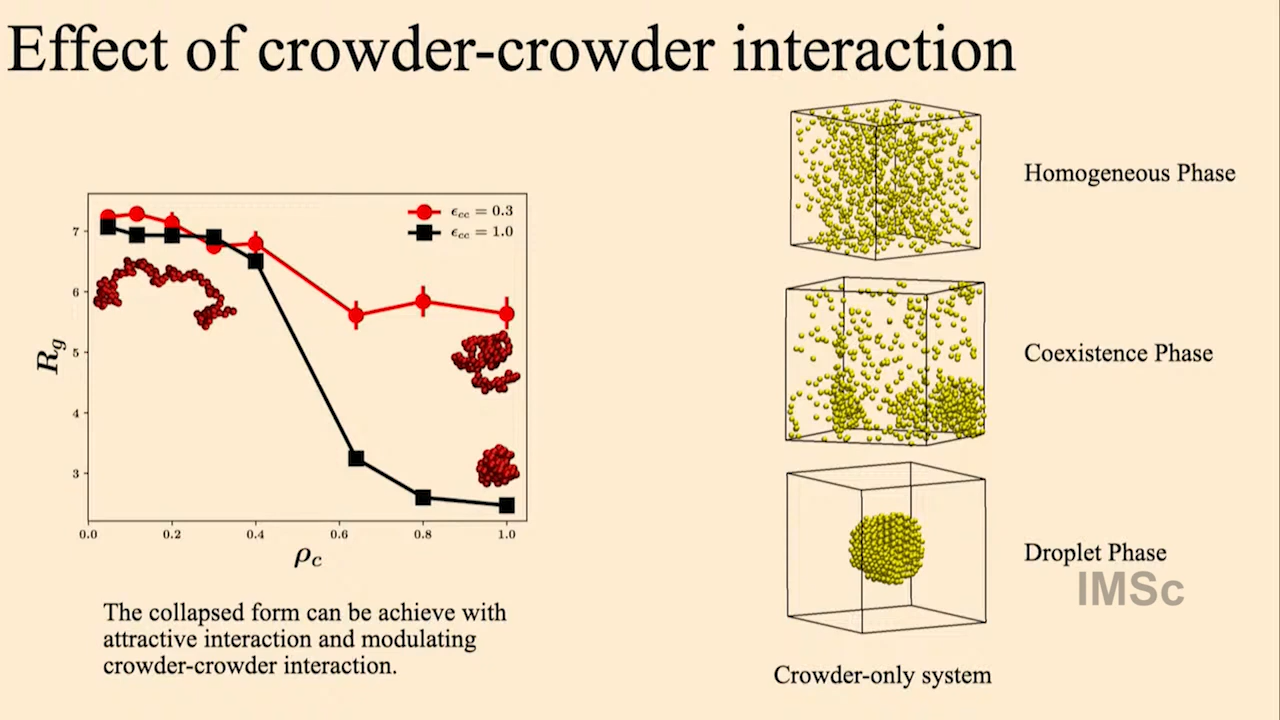 Effect of crowder-crowder interaction
ϵcc = 0.3
ϵcc = 1.0
7
6
5
4
3
Rg
0.0 0.2 0.4 0.6 0.8 1.0
ρc
The collapsed form can be achieve with
attractive interaction and modulating
crowder-crowder interaction.
Homogeneous Phase
Coexistence Phase
Droplet Phase
IMSc
Crowder-only system